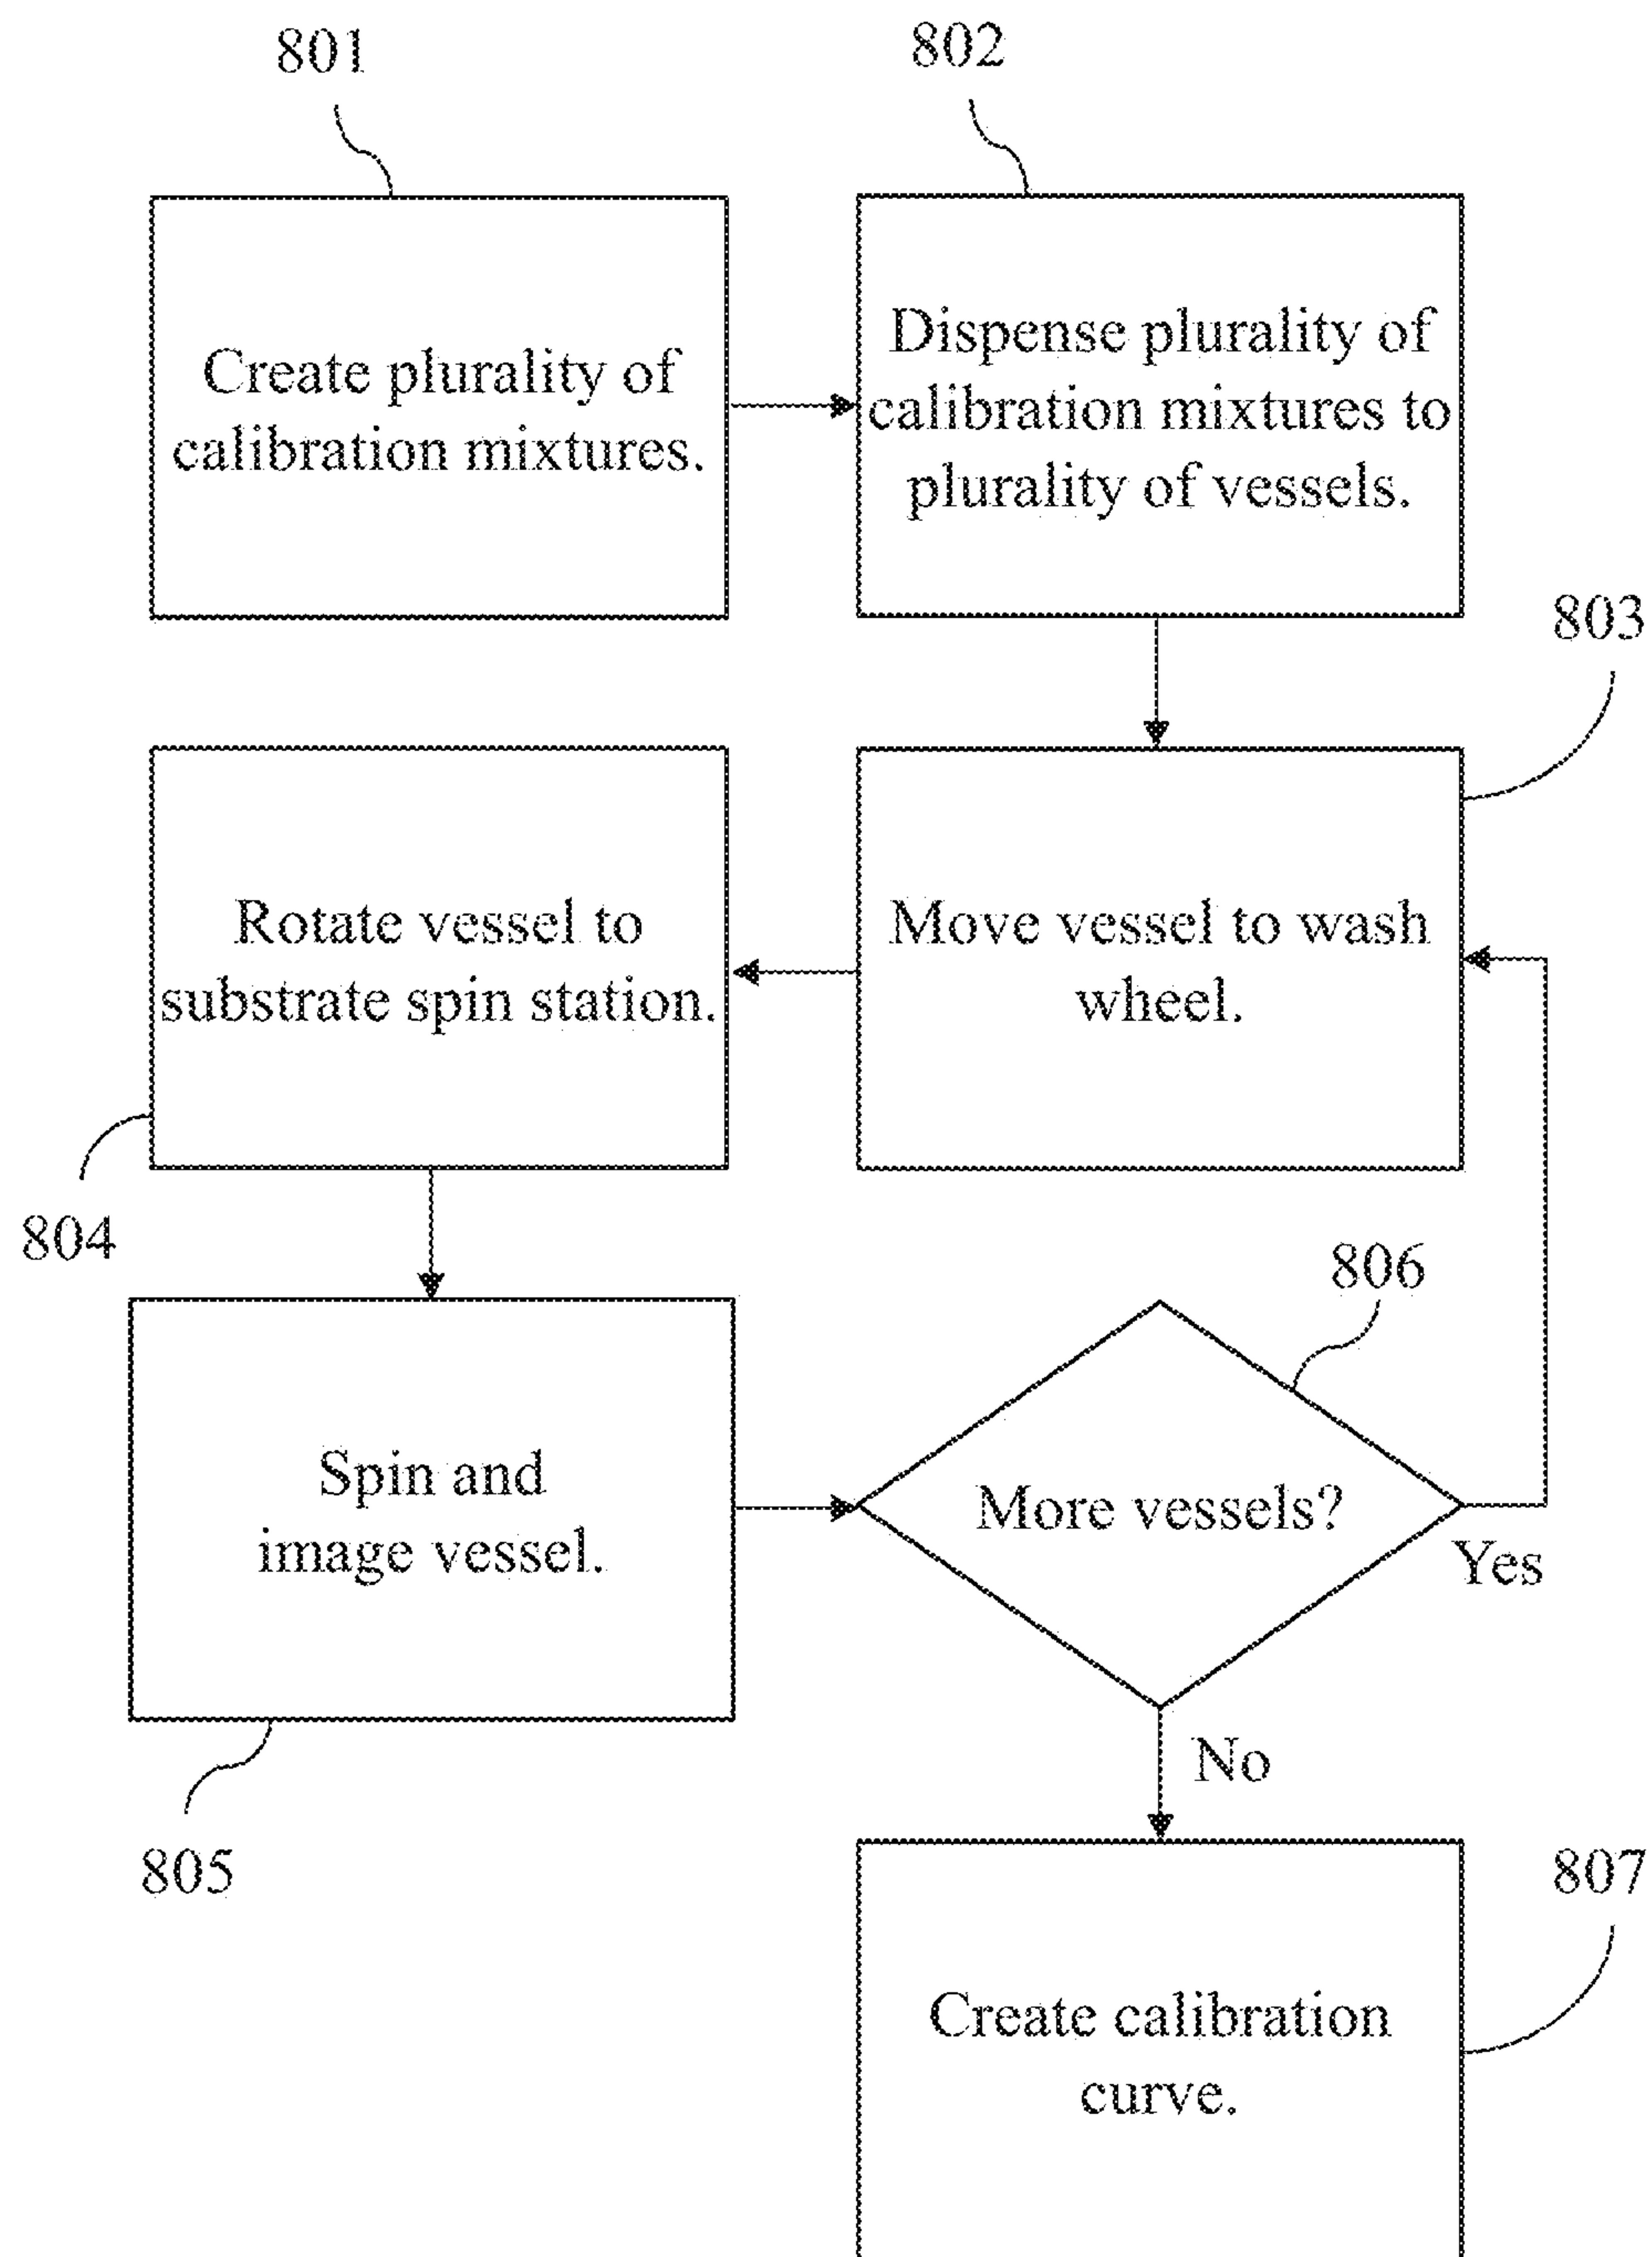 801
802
Create plurality of
calibration mixtures.
Dispense plurality of
calibration mixtures to
plurality of vessels.
803
Rotate vessel to
substrate spin station.
Move vessel to wash
wheel.
804
806
Spin and
image vessel.
More vessels?
Yes
No
805
807
Create calibration
curve.